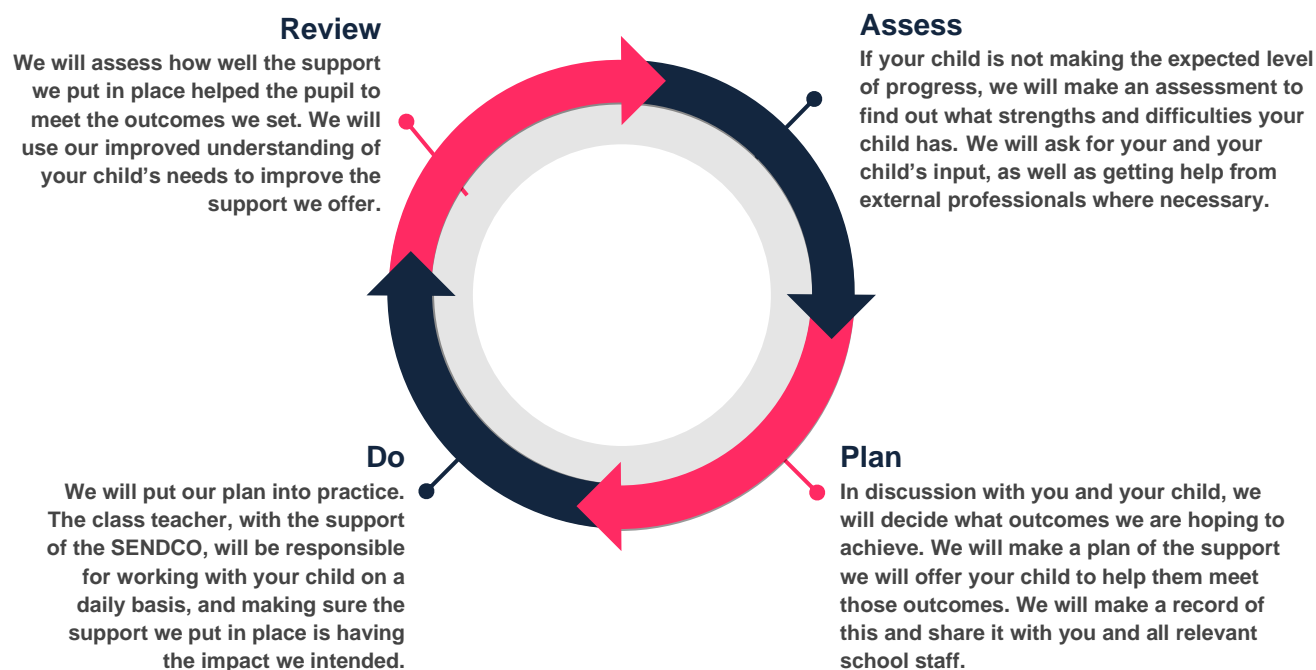 Review
We will assess how well the support
we put in place helped the pupil to
meet the outcomes we set. We will
use our improved understanding of
your child’s needs to improve the
support we offer.
Assess
If your child is not making the expected level
of progress, we will make an assessment to
find out what strengths and difficulties your
child has. We will ask for your and your
child’s input, as well as getting help from
external professionals where necessary.
Do
We will put our plan into practice.
The class teacher, with the support
of the SENDCO, will be responsible
for working with your child on a
daily basis, and making sure the
support we put in place is having
the impact we intended.
Plan
In discussion with you and your child, we
will decide what outcomes we are hoping to
achieve. We will make a plan of the support
we will offer your child to help them meet
those outcomes. We will make a record of
this and share it with you and all relevant
school staff.